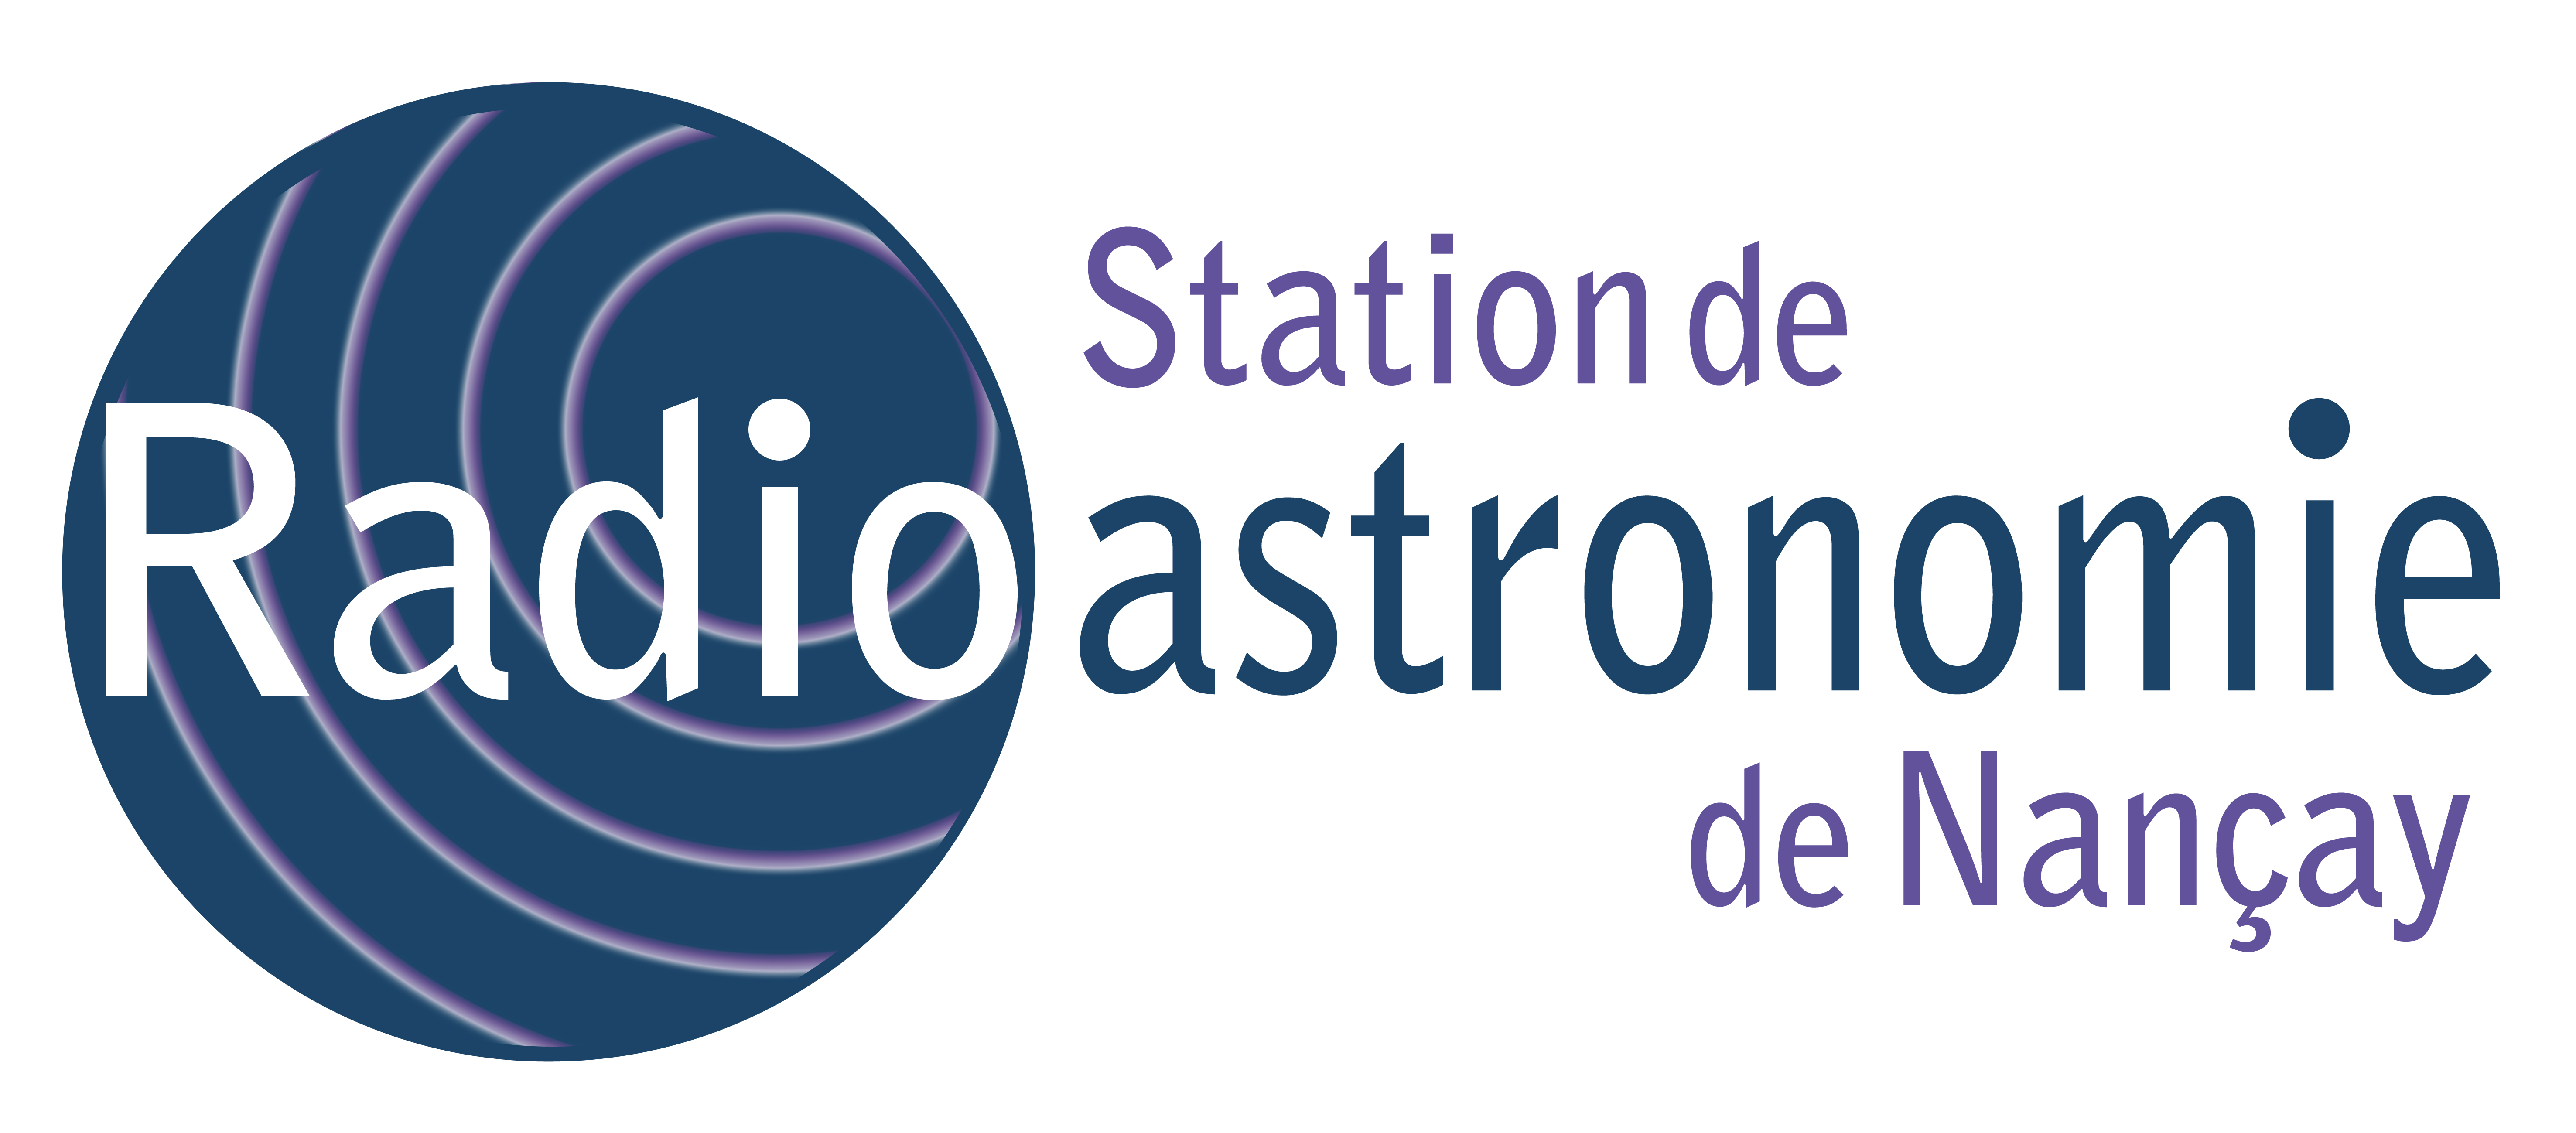 Station de
Radioastronomie
de Nançay